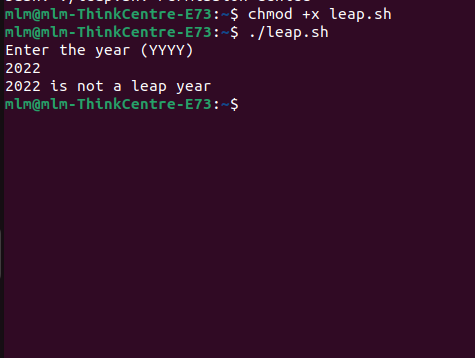 mlm@mlm-ThinkCentre-E73:~$ chmod +x leap.sh
mlm@mlm-ThinkCentre-E73:~$ ./leap.sh
Enter the year (YYYY)
2022
2022 is not a leap year
mlm@mlm-ThinkCentre-E73:~$